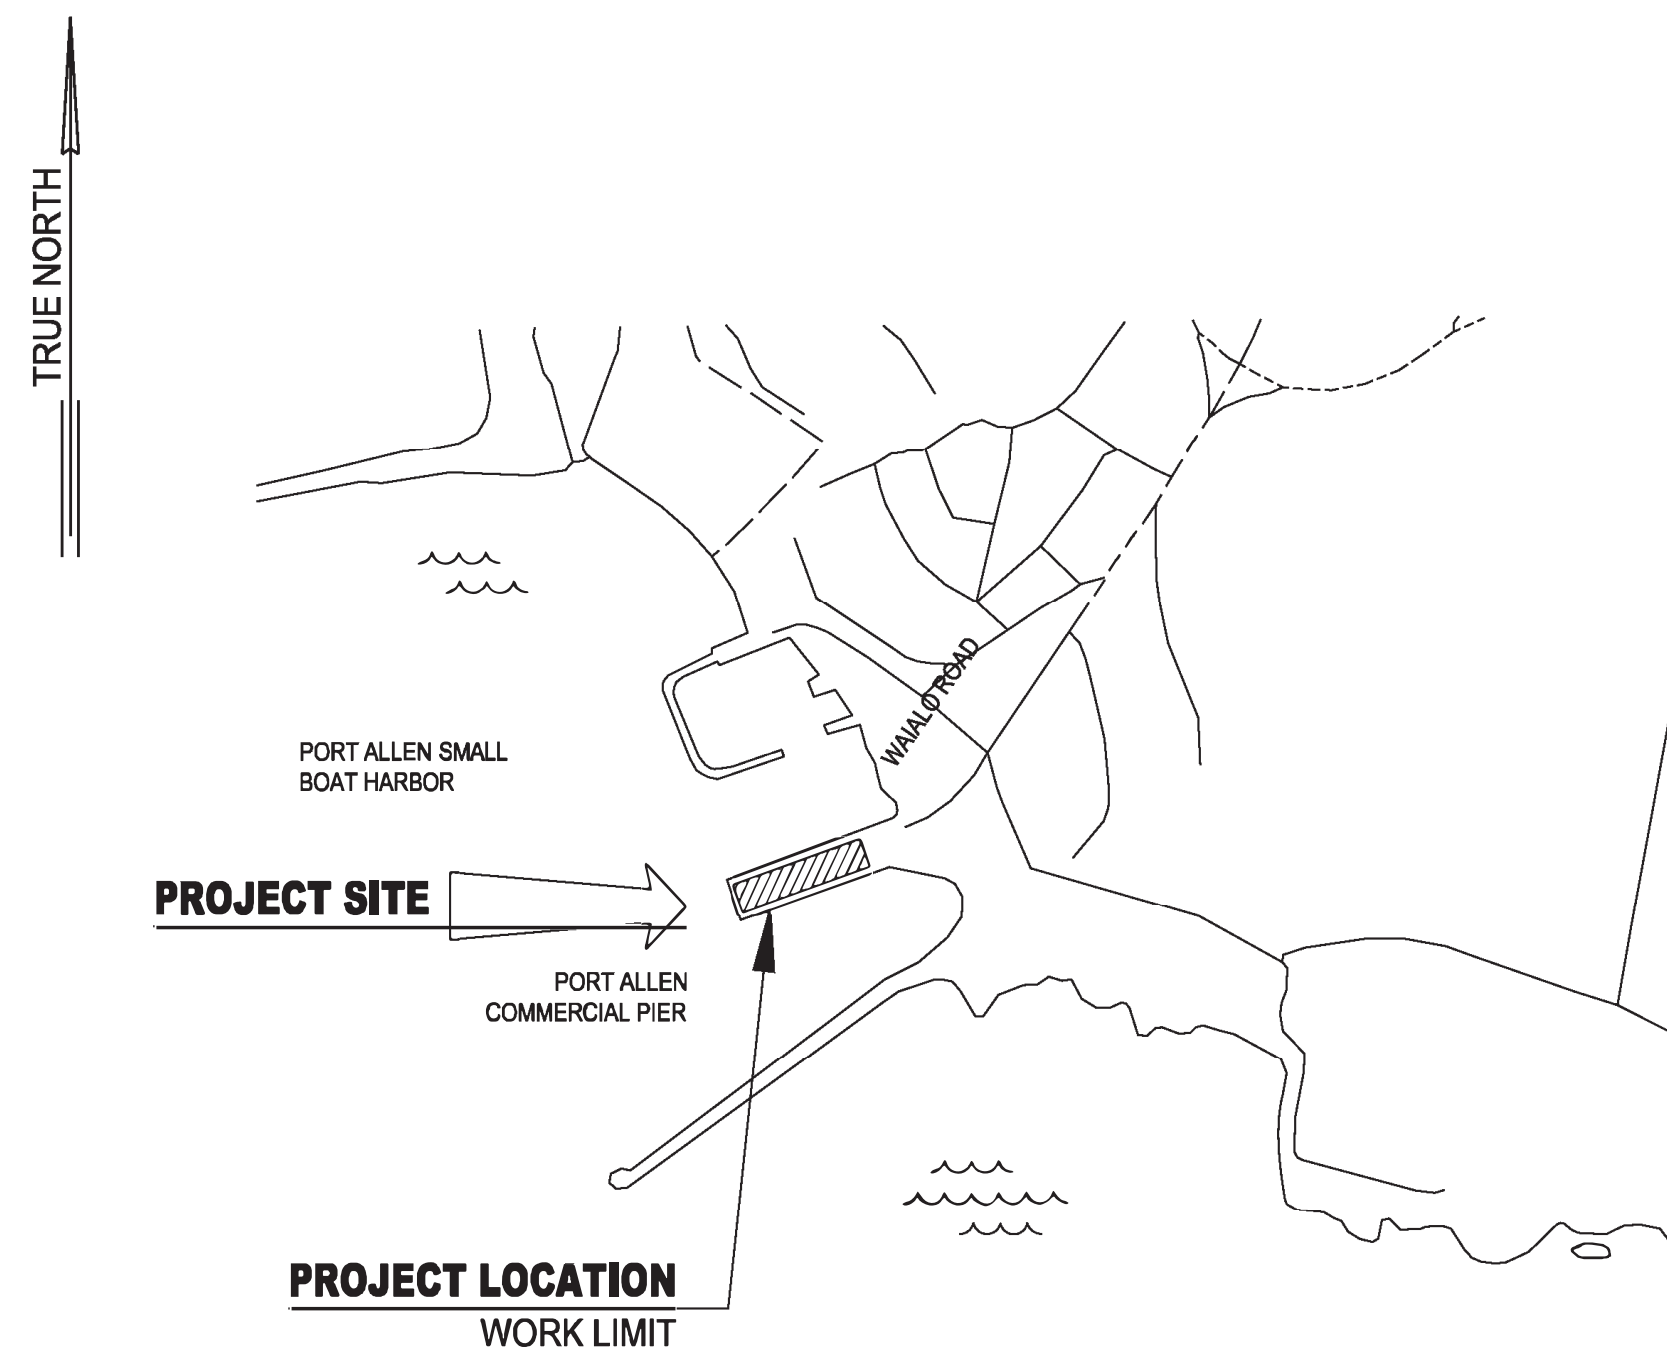 TRUE NORTH
WAIALO ROAD
PORT ALLEN SMALL
BOAT HARBOR
PROJECT SITE
PORT ALLEN
COMMERCIAL PIER
PROJECT LOCATION
WORK LIMIT